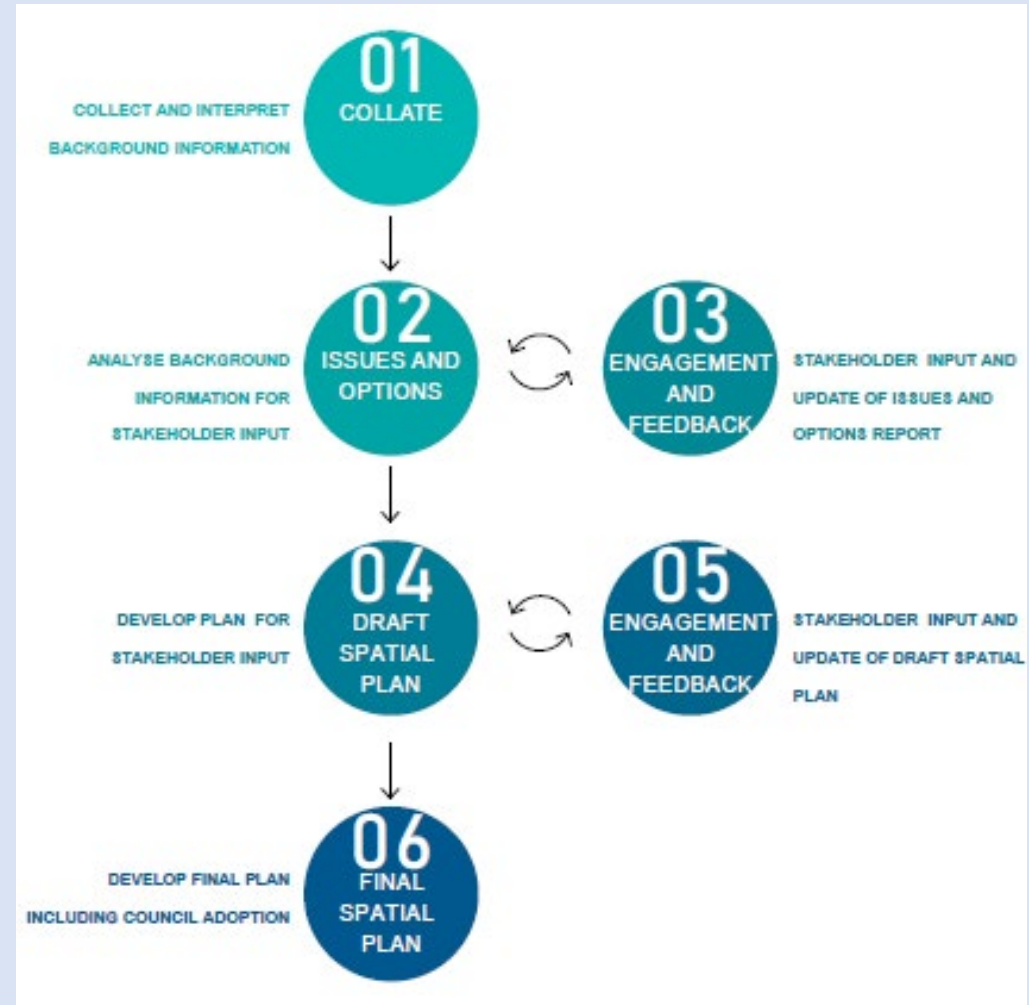 01
COLLATE
COLLECT AND INTERPRET
BACKGROUND INFORMATION
02
ISSUES AND
OPTIONS
ANALYSE BACKGROUND
INFORMATION FOR
STAKEHOLDER INPUT
03
ENGAGEMENT
AND
FEEDBACK
STAKEHOLDER INPUT AND
UPDATE OF ISSUES AND
OPTIONS REPORT
04
DRAFT
SPATIAL
PLAN
DEVELOP PLAN FOR
STAKEHOLDER INPUT
05
ENGAGEMENT
AND
FEEDBACK
STAKEHOLDER INPUT AND
UPDATE OF DRAFT SPATIAL
PLAN
06
FINAL
SPATIAL
PLAN
DEVELOP FINAL PLAN
INCLUDING COUNCIL ADOPTION